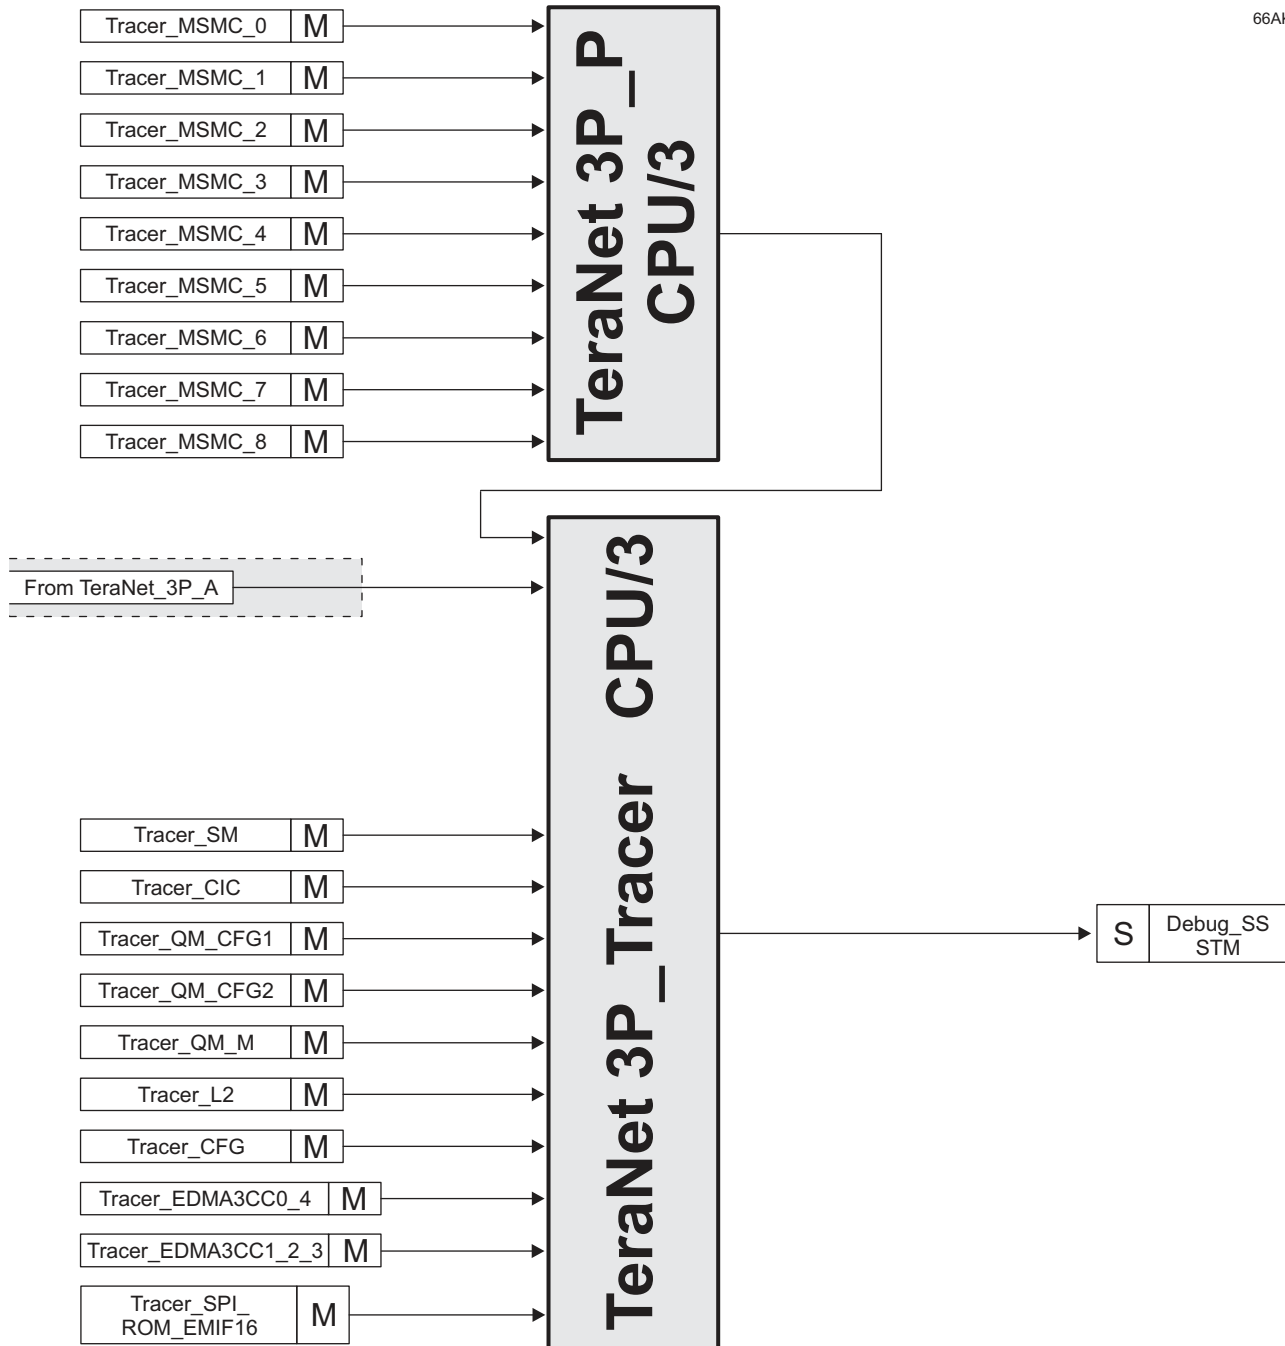 66AK
Tracer_MSMC_0 M
Tracer_MSMC_1 M
Tracer_MSMC_2 M
Tracer_MSMC_3 M
Tracer_MSMC_4 M
Tracer_MSMC_5 M
Tracer_MSMC_6 M
Tracer_MSMC_7 M
Tracer_MSMC_8 M
TeraNet 3P_P
CPU/3
From TeraNet_3P_A
Tracer_SM M
Tracer_CIC M
Tracer_QM_CFG1 M
Tracer_QM_CFG2 M
Tracer_QM_M M
Tracer_L2 M
Tracer_CFG M
Tracer_EDMA3CC0_4 M
Tracer_EDMA3CC1_2_3 M
Tracer_SPI_
ROM_EMIF16 M
TeraNet 3P_Tracer CPU/3
S Debug_SS
STM